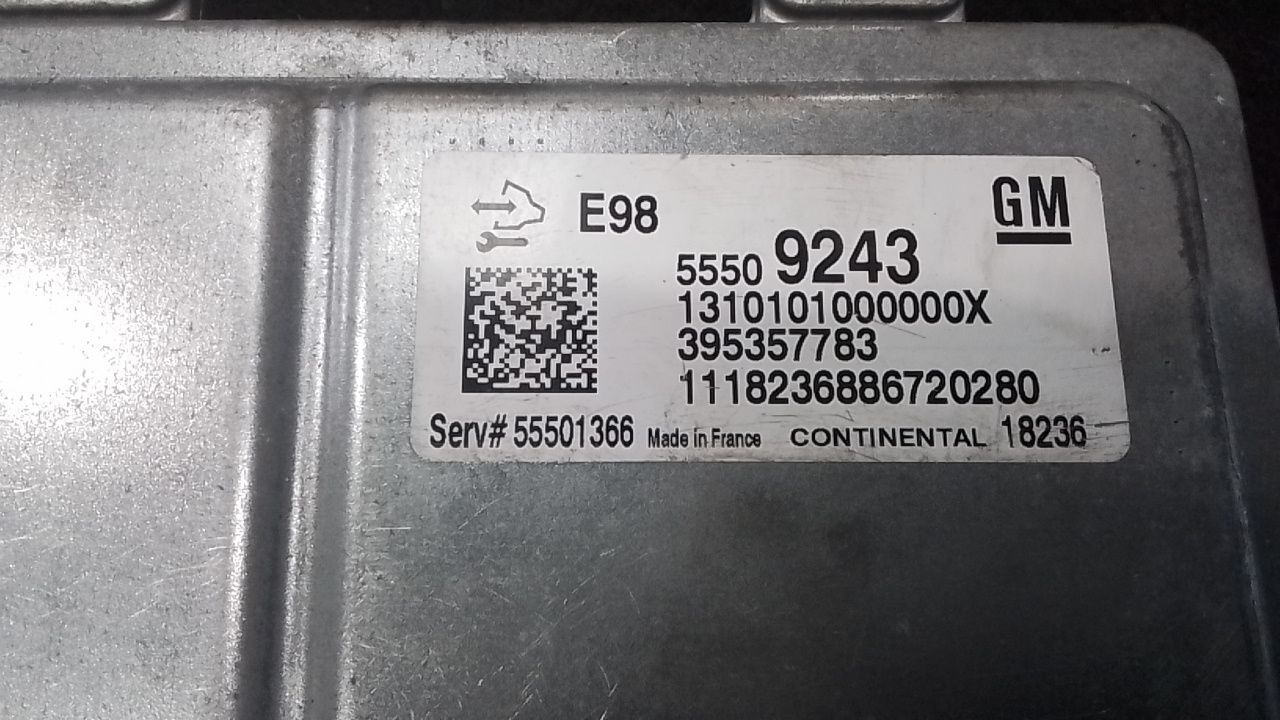 E98
GM
5550 9243
1310101000000X
395357783
1118236886720280
Serv# 55501366 Made in France CONTINENTAL 18236